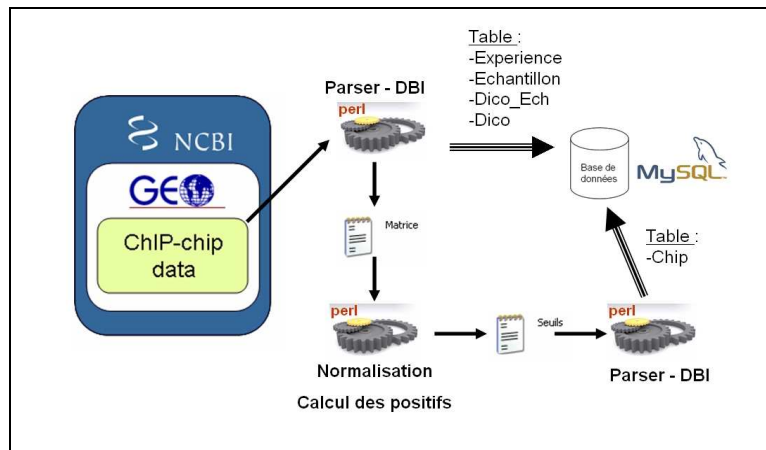 Table :
-Experience
-Echantillon
-Dico_Ech
-Dico
Parser - DBI
perl
NCBI
GEO
ChIP-chip
data
Base de
données
MySQL
Matrice
Table :
-Chip
perl
Seuils
perl
Normalisation
Calcul des positifs
Parser - DBI